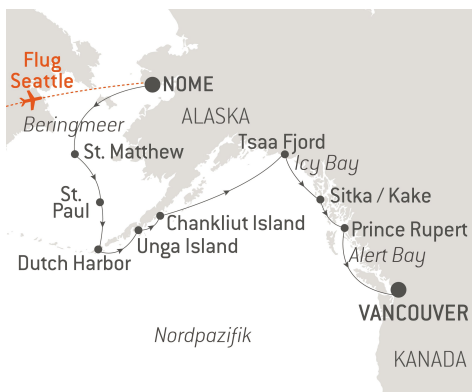 Flug
Seattle
NOME
Beringmeer
ALASKA
St. Matthew
Tsaa Fjord
Icy Bay
St.
Paul
Sitka / Kake
Chankliut Island
Unga Island
Prince Rupert
Dutch Harbor
Alert Bay
VANCOUVER
Nordpazifik
KANADA